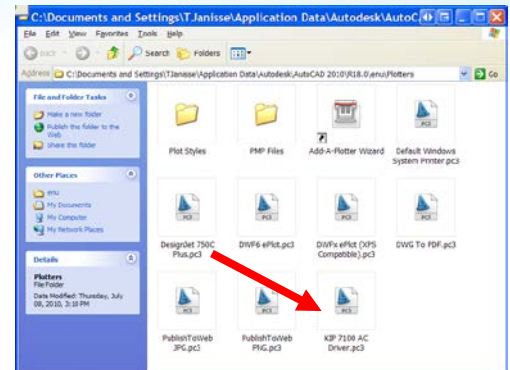 C:\Documents and Settings\TJanisse\Application Data\Autodesk\AutoC
File Edit View Favorites Tools Help
Back Search Folders
Address C:\Documents and Settings\TJanisse\Application Data\Autodesk\AutoCAD 2010\R18.0\enu\Plotters Go
File and Folder Tasks
Make a new folder
Publish this folder to the
Web
Share this folder
Other Places
enu
My Documents
My Computer
My Network Places
Details
Plotters
File Folder
Date Modified: Thursday, July
08, 2010, 3:18 PM
Plot Styles
PMP Files
Add-A-Plotter Wizard
Default Windows
System Printer.pc3
DesignJet 750C
Plus.pc3
DWF6 ePlot.pc3
DWFx ePlot (XPS
Compatible).pc3
DWG To PDF.pc3
PublishToWeb
JPG.pc3
PublishToWeb
PNG.pc3
KIP 7100 AC
Driver.pc3